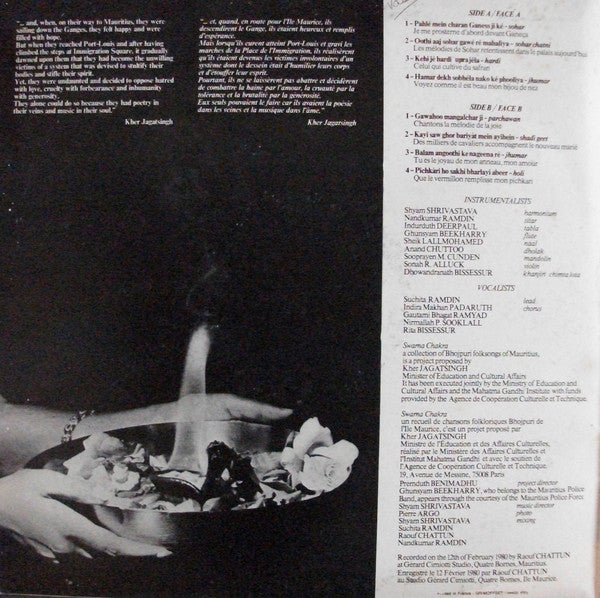 "... and, when, on their way to Mauritius, they were
sailing down the Ganges, they felt happy and were
filled with hope.
But when they reached Port-Louis and after having
climbed the steps at Immigration Square, it gradually
dawned upon them that they had become the unwilling
victims of a system that was devised to stultify their
bodies and stifle their spirit.
Yet, they were undaunted and decided to oppose hatred
with love, cruelty with forbearance and inhumanity
with generosity.
They alone could do so because they had poetry in
their veins and music in their soul."
Kher Jagatsingh
"... et, quand, en route pour l'Ile Maurice, ils
descendirent le Gange, ils étaient heureux et remplis
d'espérance.
Mais lorsqu'ils eurent atteint Port-Louis et gravi les
marches de la Place de l'Immigration, ils réalisèrent
qu'ils étaient devenus les victimes involontaires d'un
système dont le dessein était d'humilier leurs corps
et d'étouffer leur esprit.
Pourtant, ils ne se laissèrent pas abattre et décidèrent
de combattre la haine par l'amour, la cruauté par la
tolérance et la brutalité par la générosité.
Eux seuls pouvaient le faire car ils avaient la poésie
dans les reines et la musique dans l'âme."
Kher Jagatsingh
SIDE A / FACE A
1 - Pahlé mein charan Ganess ji ké - sohar
Je me prosterne d'abord devant Ganeça
2 - Oothi aaj sohar gawé ni mahaliya - sohar chatni
Les mélodies de Sohar retentissent dans le palais aujourd'hui
3 - Kehi jé hardi upra jéla - hardi
Celui qui cultive du safran
4 - Hamar dekh sobhéla nako ké phooliya - jhumar
Voyez comme il est beau mon bijou de nez
SIDE B / FACE B
1 - Gawahoo mangalchar ji - parchawan
Chantons la mélodie de la joie
2 - Kayi saw ghor bariyat mein ayihein - shadi geet
Des milliers de cavaliers accompagnent le nouveau marié
3 - Balam angoothi ke nageena ré - jhumar
Tu es le joyau de mon anneau, mon amour
4 - Pichkari ho sakhi bharlayi abeer - holi
Que le vermillon remplisse mon pichkari
INSTRUMENTALISTS
Shyam SHRIVASTAVA harmonium
Nandkumar RAMDIN sitar
Indurduth DEERPAUL tabla
Ghunsyam BEEKHARRY flute
Sheik LALLMOHAMED naal
Anand CHUTTOO dholak
Sooprayen M. CUNDEN mandolin
Sonah R. ALLUCK violin
Dhowandranath BISSESSUR khanjeri chimta lota
VOCALISTS
Suchita RAMDIN lead
Indira Makhan PADARUTH chorus
Gautami Bhagat RAMYAD
Nirmallah P. SOOKLALL
Rita BISSESSUR
Swarna Chakra
a collection of Bhojpuri folksongs of Mauritius,
is a project proposed by
Kher JAGATSINGH
Minister of Education and Cultural Affairs
It has been executed jointly by the Ministry of Education and
Cultural Affairs and the Mahatma Gandhi Institute with funds
provided by the Agence de Coopération Culturelle et Technique.
Swarna Chakra
un recueil de chansons folkloriques Bhojpuri de
l'Ile Maurice, c'est un projet proposé par
Kher JAGATSINGH
Ministre de l'Education et des Affaires Culturelles,
réalisé par le Ministère des Affaires Culturelles et
l'Institut Mahatma Gandhi et avec le soutien de
l'Agence de Coopération Culturelle et Technique.
19, Avenue de Messine, 75008 Paris
Premduth BENIMADHU project director
Ghunsyam BEEKHARRY, who belongs to the Mauritius Police
Band, appears through the courtesy of the Mauritius Police Force
Shyam SHRIVASTAVA music director
Pierre ARGO photo
Shyam SHRIVASTAVA mixing
Suchita RAMDIN
Raouf CHATTUN
Nandkumar RAMDIN
Recorded on the 12th of February 1980 by Raouf CHATTUN
at Gérard Cimiotti Studio, Quatre Bornes, Mauritius.
Enregistré le 12 Février 1980 par Raouf CHATTUN
au Studio Gérard Cimiotti, Quatre Bornes, Ile Maurice.